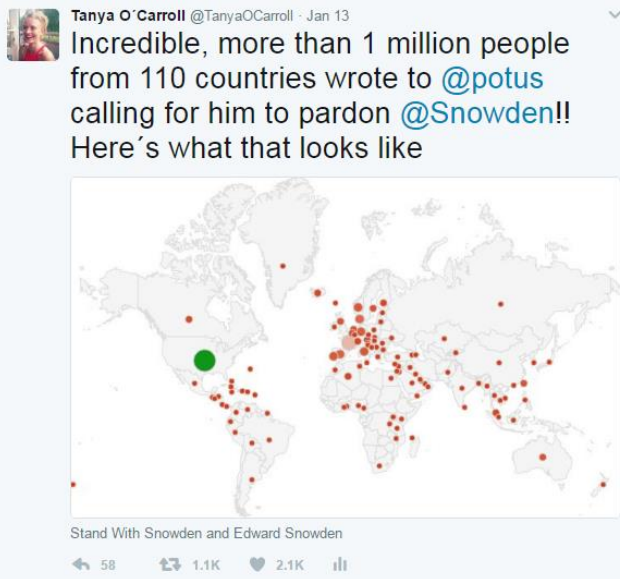 Tanya O´Carroll @TanyaOCarroll · Jan 13
Incredible, more than 1 million people
from 110 countries wrote to @potus
calling for him to pardon @Snowden!!
Here´s what that looks like
Stand With Snowden and Edward Snowden
58 1.1K 2.1K